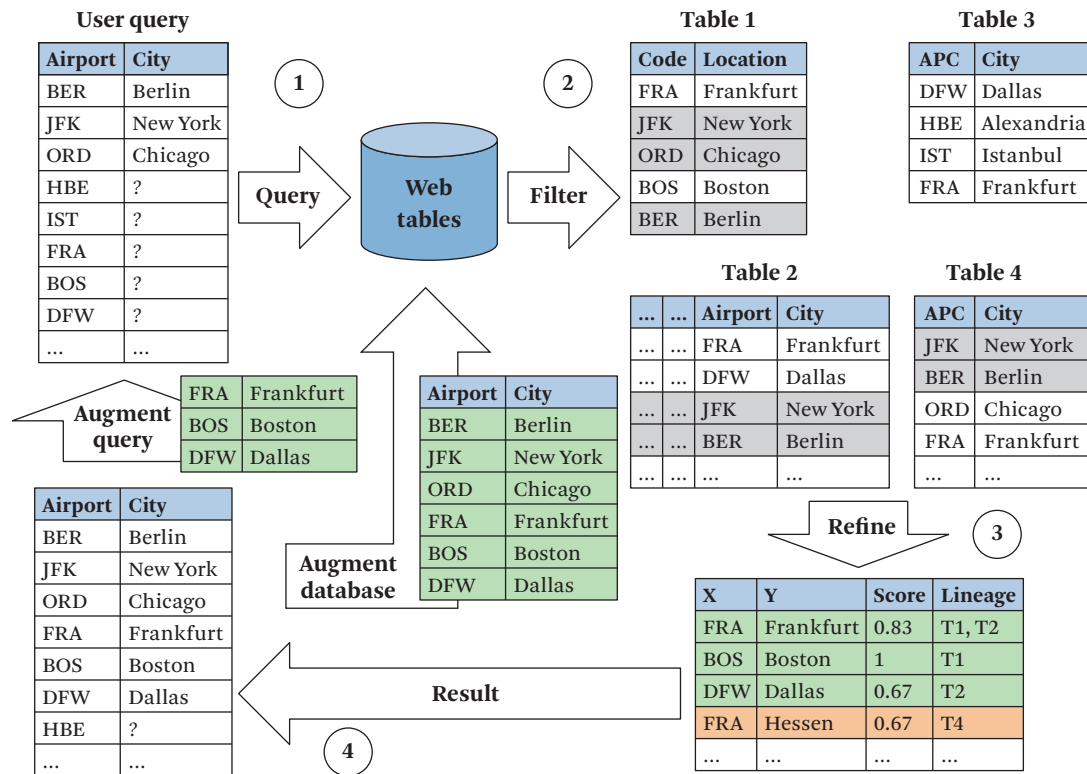 User query
Airport City
BER Berlin
JFK New York
ORD Chicago
HBE ?
IST ?
FRA ?
BOS ?
DFW ?
... ...
1
Query
Web
tables
2
Filter
Table 1
Code Location
FRA Frankfurt
JFK New York
ORD Chicago
BOS Boston
BER Berlin
Table 3
APC City
DFW Dallas
HBE Alexandria
IST Istanbul
FRA Frankfurt
Table 2
... ... Airport City
... ... FRA Frankfurt
... ... DFW Dallas
... ... JFK New York
... ... BER Berlin
... ... ... ...
Table 4
APC City
JFK New York
BER Berlin
ORD Chicago
FRA Frankfurt
... ...
Augment
query
FRA Frankfurt
BOS Boston
DFW Dallas
Augment
database
Airport City
BER Berlin
JFK New York
ORD Chicago
FRA Frankfurt
BOS Boston
DFW Dallas
Refine
3
X Y Score Lineage
FRA Frankfurt 0.83 T1, T2
BOS Boston 1 T1
DFW Dallas 0.67 T2
FRA Hessen 0.67 T4
... ... ... ...
Result
4
Airport City
BER Berlin
JFK New York
ORD Chicago
FRA Frankfurt
BOS Boston
DFW Dallas
HBE ?
... ...